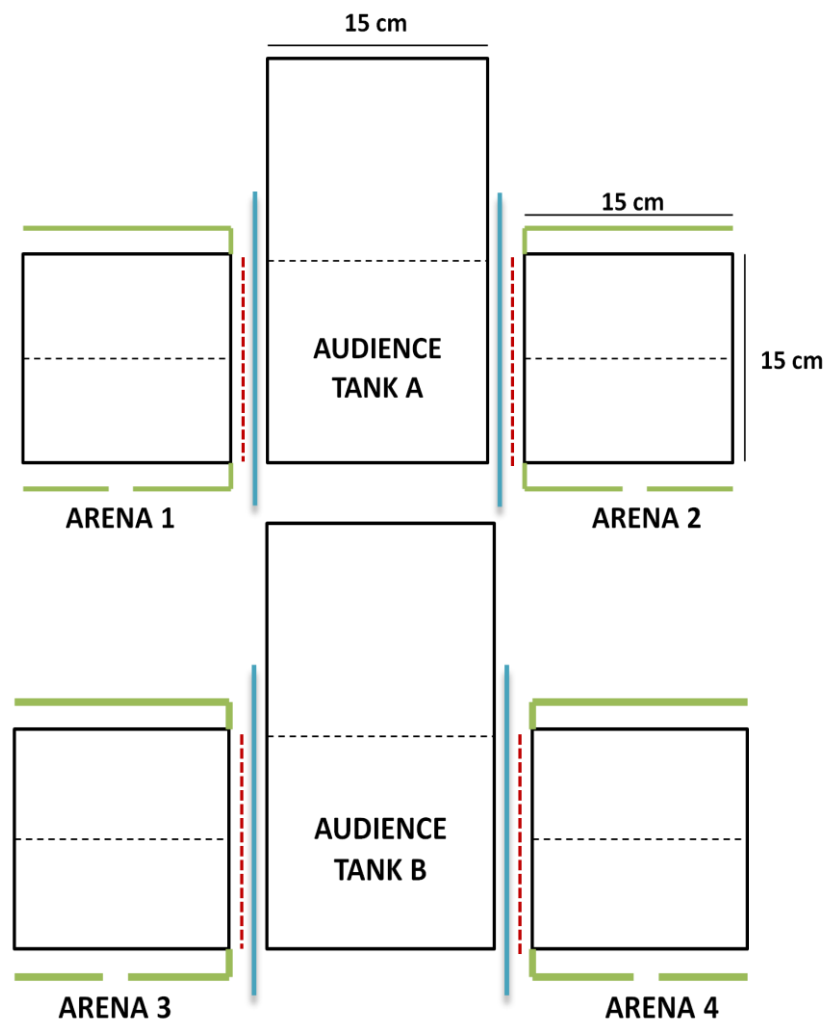 15 cm
15 cm
15 cm
AUDIENCE
TANK A
ARENA 1
ARENA 2
AUDIENCE
TANK B
ARENA 3
ARENA 4